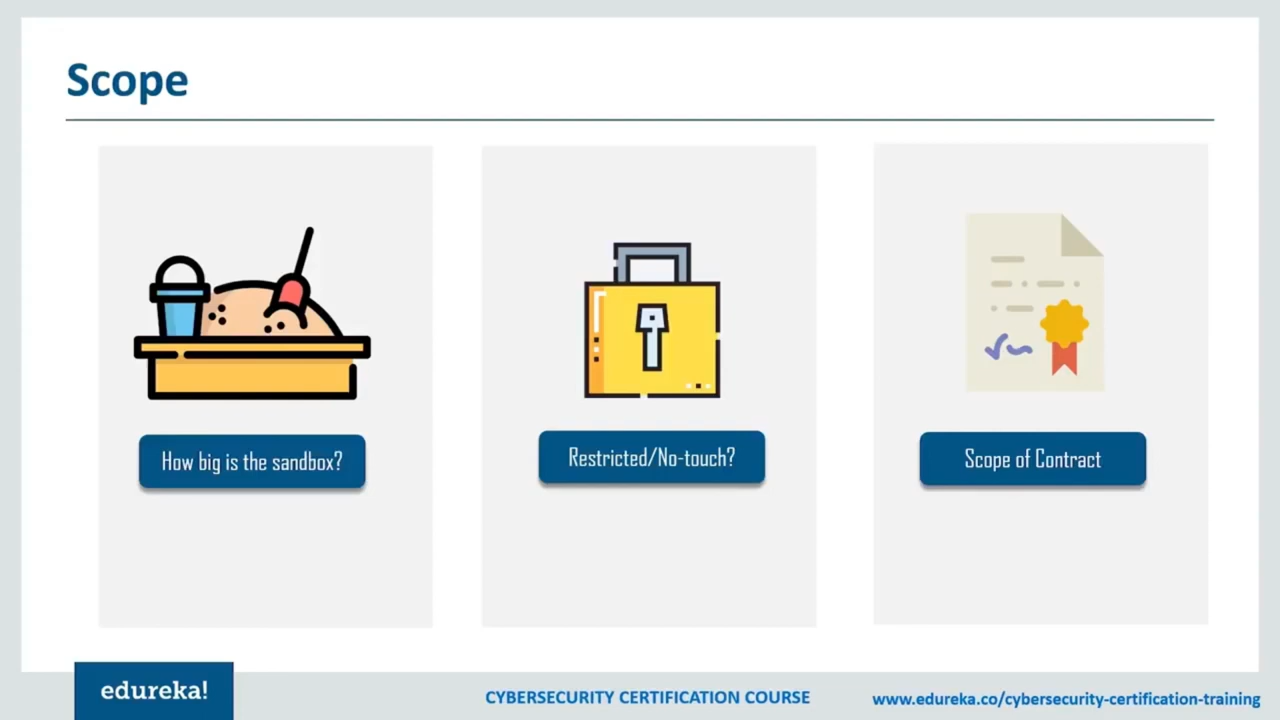 Scope
How big is the sandbox?
Restricted/No-touch?
Scope of Contract
edureka!
CYBERSECURITY CERTIFICATION COURSE
www.edureka.co/cybersecurity-certification-training